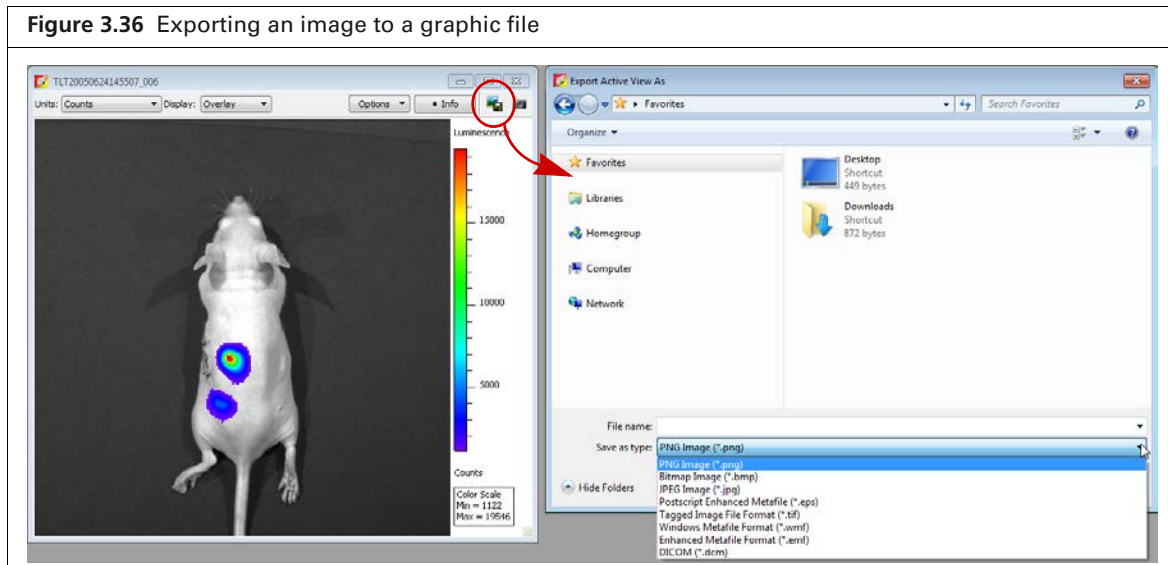 Figure 3.36 Exporting an image to a graphic file
TLT20050624145507_006
Units: Counts Display: Overlay Options • Info
Luminescence
15000
10000
5000
Counts
Color Scale
Min = 1122
Max = 19546
Export Active View As
Favorites
Search Favorites
Organize
Favorites
Libraries
Homegroup
Computer
Network
Desktop
Shortcut
449 bytes
Downloads
Shortcut
872 bytes
File name:
Save as type: PNG Image (*.png)
PNG Image (*.png)
Bitmap Image (*.bmp)
JPEG Image (*.jpg)
Postscript Enhanced Metafile (*.eps)
Tagged Image File Format (*.tif)
Windows Metafile Format (*.wmf)
Enhanced Metafile Format (*.emf)
DICOM (*.dcm)
Hide Folders